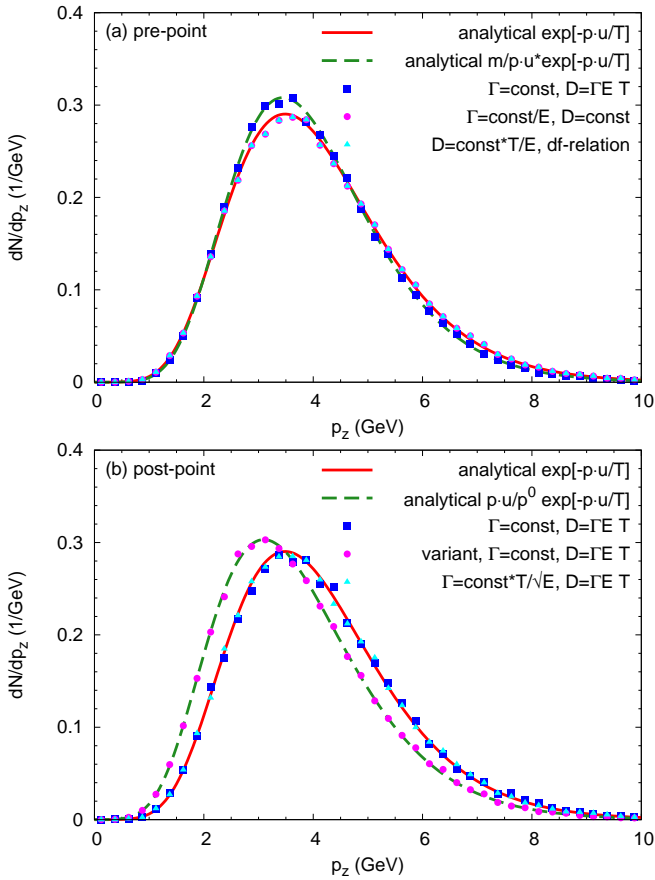 (a) pre-point
analytical exp[-p·u/T]
analytical m/p·u*exp[-p·u/T]
Γ=const, D=ΓE T
Γ=const/E, D=const
D=const*T/E, df-relation
dN/dp_z (1/GeV)
0.4
0.3
0.2
0.1
0
0 2 4 6 8 10
p_z (GeV)
(b) post-point
analytical exp[-p·u/T]
analytical p·u/p^0 exp[-p·u/T]
Γ=const, D=ΓE T
variant, Γ=const, D=ΓE T
Γ=const*T/√E, D=ΓE T
dN/dp_z (1/GeV)
0.4
0.3
0.2
0.1
0
0 2 4 6 8 10
p_z (GeV)